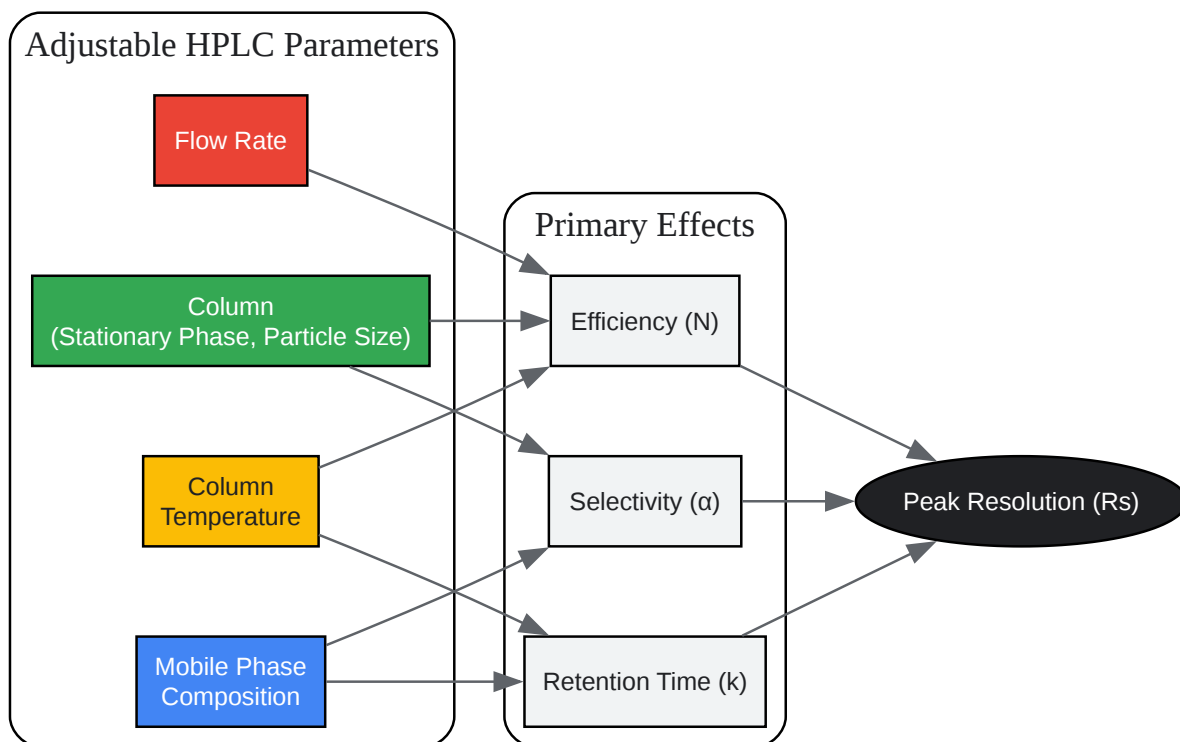 Adjustable HPLC Parameters
Flow Rate
Column
(Stationary Phase, Particle Size)
Column
Temperature
Mobile Phase
Composition
Primary Effects
Efficiency (N)
Selectivity (α)
Retention Time (k)
Peak Resolution (Rs)